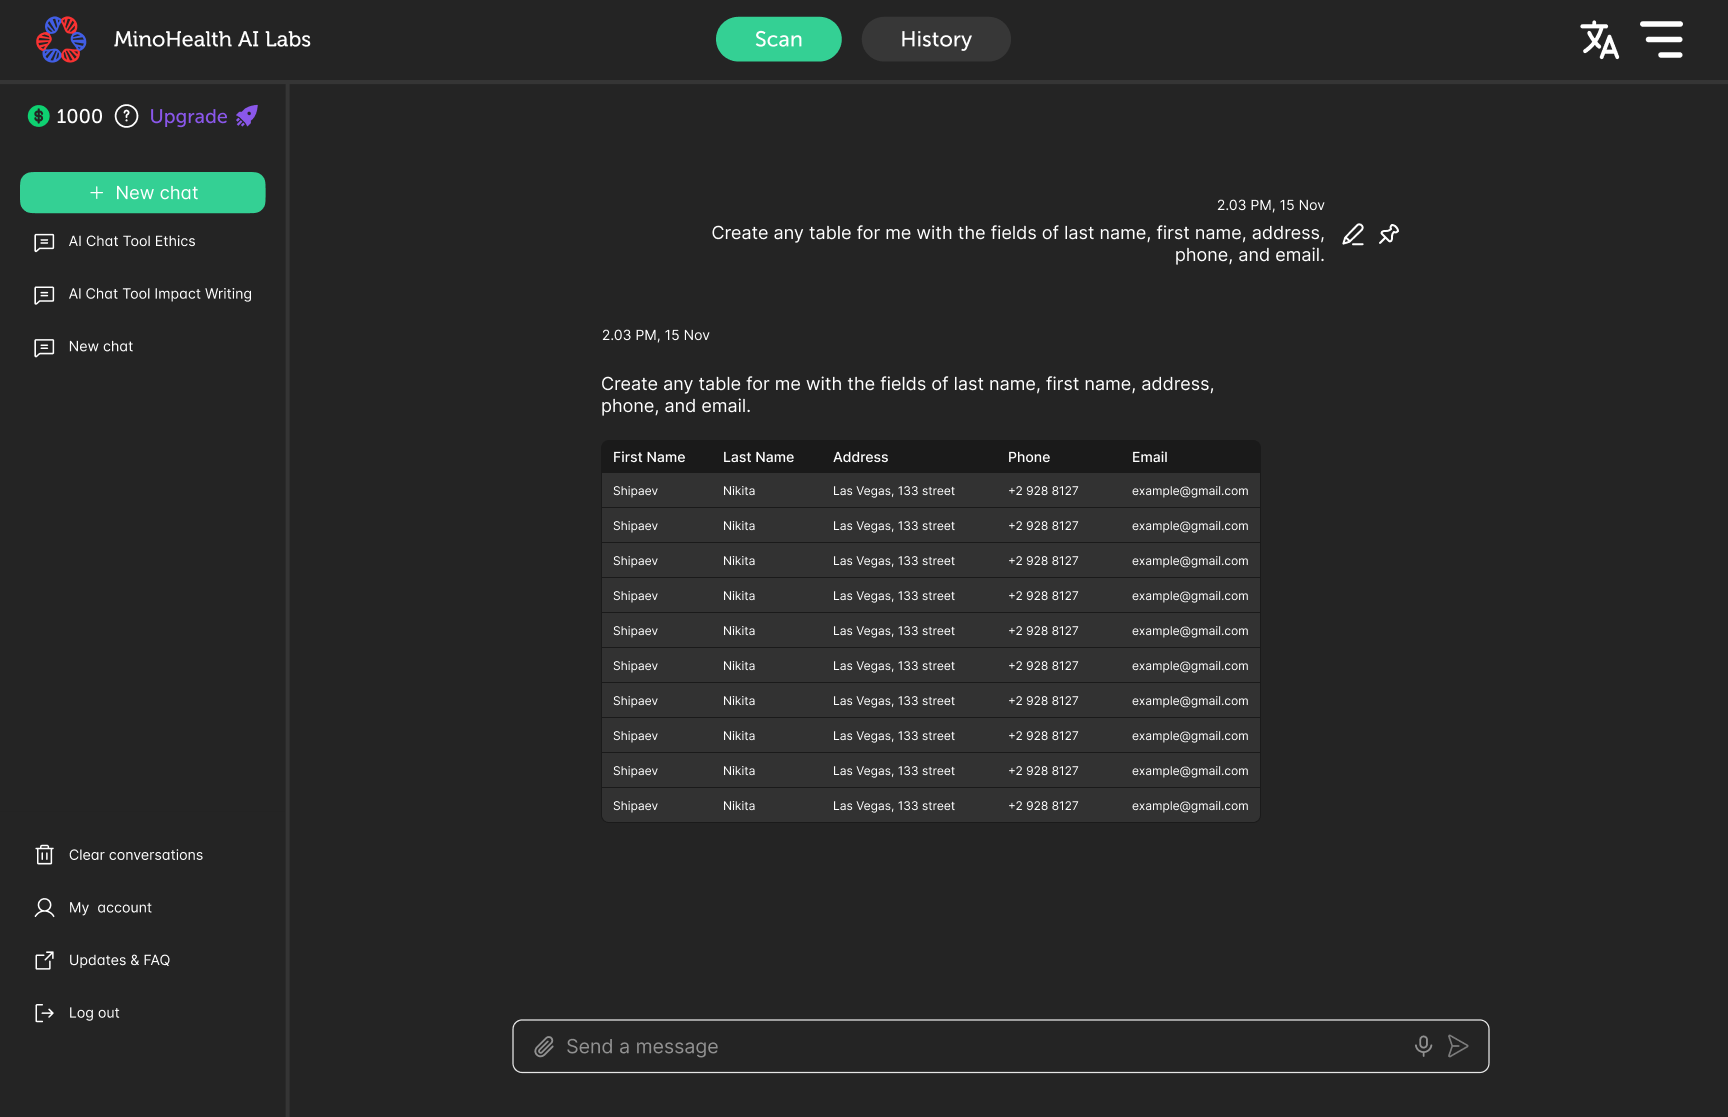 MinoHealth AI Labs
Scan
History
1000
Upgrade
+ New chat
AI Chat Tool Ethics
AI Chat Tool Impact Writing
New chat
Clear conversations
My account
Updates & FAQ
Log out
2.03 PM, 15 Nov
Create any table for me with the fields of last name, first name, address,
phone, and email.
2.03 PM, 15 Nov
Create any table for me with the fields of last name, first name, address,
phone, and email.
First Name Last Name Address Phone Email
Shipaev Nikita Las Vegas, 133 street +2 928 8127 example@gmail.com
Shipaev Nikita Las Vegas, 133 street +2 928 8127 example@gmail.com
Shipaev Nikita Las Vegas, 133 street +2 928 8127 example@gmail.com
Shipaev Nikita Las Vegas, 133 street +2 928 8127 example@gmail.com
Shipaev Nikita Las Vegas, 133 street +2 928 8127 example@gmail.com
Shipaev Nikita Las Vegas, 133 street +2 928 8127 example@gmail.com
Shipaev Nikita Las Vegas, 133 street +2 928 8127 example@gmail.com
Shipaev Nikita Las Vegas, 133 street +2 928 8127 example@gmail.com
Shipaev Nikita Las Vegas, 133 street +2 928 8127 example@gmail.com
Shipaev Nikita Las Vegas, 133 street +2 928 8127 example@gmail.com
Send a message